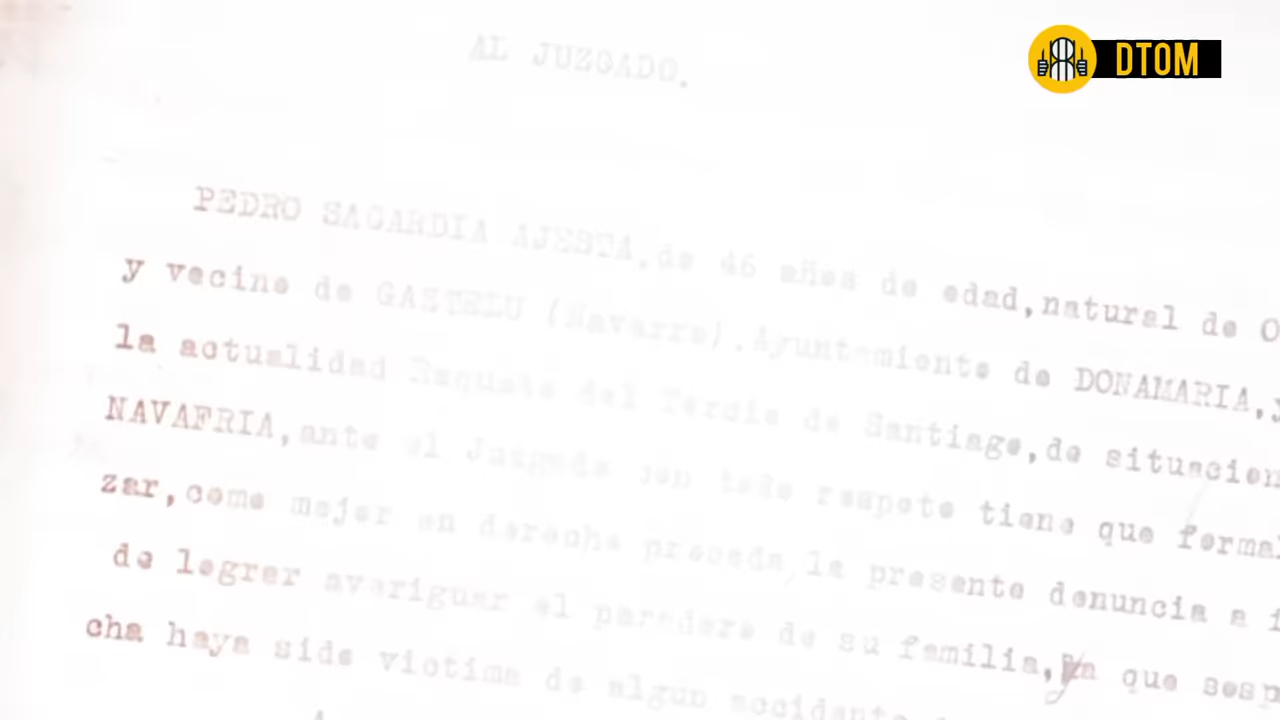 DTOM
AL JUZGADO.
PEDRO SAGARDIA AJESTA,de 46 años de edad,natural de O
y vecino de GASTELU (Navarra).Ayuntamiento de DONAMARIA,y
la actualidad Requete del Tercio de Santiago,de situacion
NAVAFRIA,ante el Juzgado con todo respeto tiene que formal
zar,como mejor en derecho proceda,la presente denuncia a i
de lograr averiguar el paradero de su familia,ya que sosp
cha haya sido victima de algun accidente